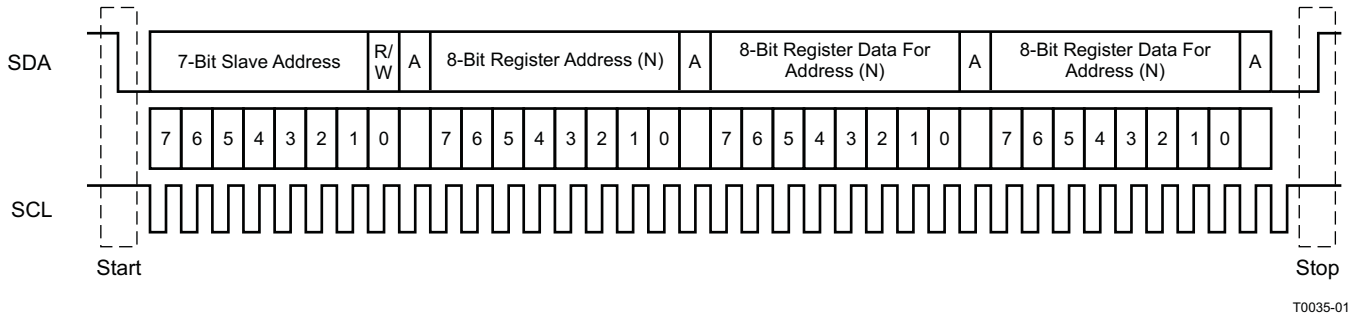 SDA
7-Bit Slave Address
R/
W
A
8-Bit Register Address (N)
A
8-Bit Register Data For
Address (N)
A
8-Bit Register Data For
Address (N)
A
7 6 5 4 3 2 1 0 7 6 5 4 3 2 1 0 7 6 5 4 3 2 1 0 7 6 5 4 3 2 1 0
SCL
Start
Stop
T0035-01